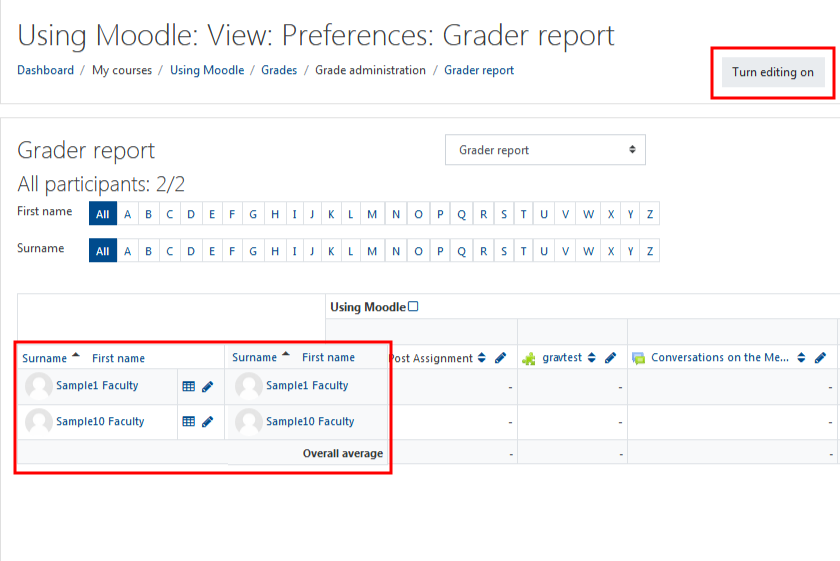 Using Moodle: View: Preferences: Grader report
Dashboard / My courses / Using Moodle / Grades / Grade administration / Grader report
Turn editing on
Grader report
Grader report
All participants: 2/2
First name All A B C D E F G H I J K L M N O P Q R S T U V W X Y Z
Surname All A B C D E F G H I J K L M N O P Q R S T U V W X Y Z
Using Moodle
Surname First name Surname First name Post Assignment gravtest Conversations on the Me...
Sample1 Faculty Sample1 Faculty - - -
Sample10 Faculty Sample10 Faculty - - -
Overall average - - -